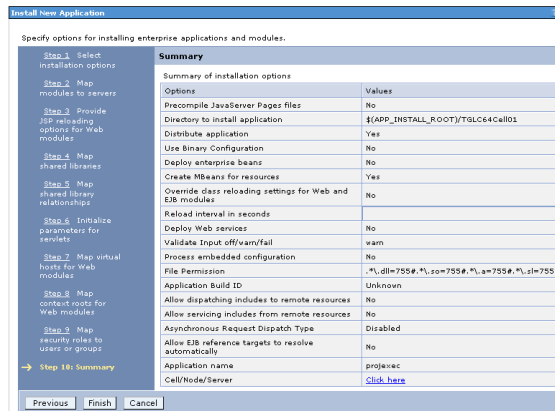 Install New Application
Specify options for installing enterprise applications and modules.
Step 1 Select
installation options
Step 2 Map
modules to servers
Step 3 Provide
JSP reloading
options for Web
modules
Step 4 Map
shared libraries
Step 5 Map
shared library
relationships
Step 6 Initialize
parameters for
servlets
Step 7 Map virtual
hosts for Web
modules
Step 8 Map
context roots for
Web modules
Step 9 Map
security roles to
users or groups
Step 10: Summary
Summary
Summary of installation options
Options Values
Precompile JavaServer Pages files No
Directory to install application $(APP_INSTALL_ROOT)/TGLC64Cell01
Distribute application Yes
Use Binary Configuration No
Deploy enterprise beans No
Create MBeans for resources Yes
Override class reloading settings for Web and
EJB modules No
Reload interval in seconds
Deploy Web services No
Validate Input off/warn/fail warn
Process embedded configuration No
File Permission .*\.dll=755#.*\.so=755#.*\.a=755#.*\.sl=755
Application Build ID Unknown
Allow dispatching includes to remote resources No
Allow servicing includes from remote resources No
Asynchronous Request Dispatch Type Disabled
Allow EJB reference targets to resolve
automatically No
Application name projexec
Cell/Node/Server Click here
Previous Finish Cancel